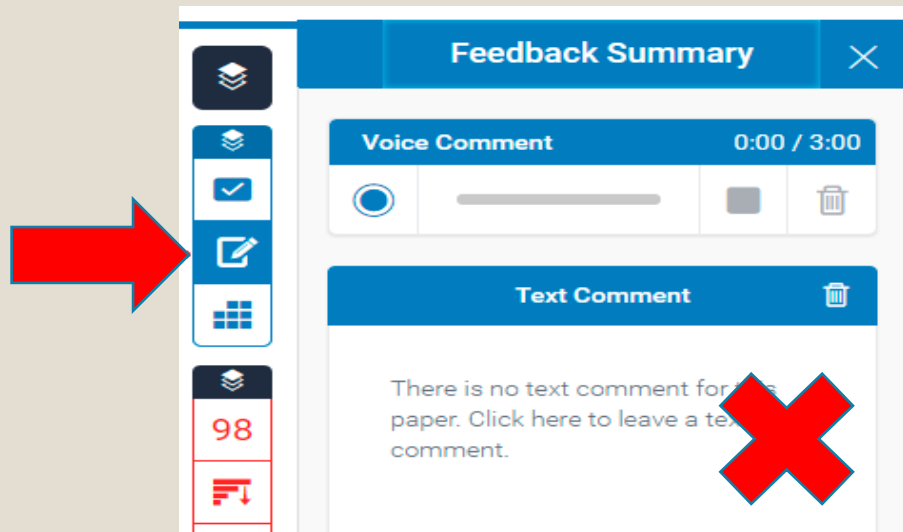 Feedback Summary
Voice Comment 0:00 / 3:00
Text Comment
There is no text comment for
paper. Click here to leave a
comment.
98